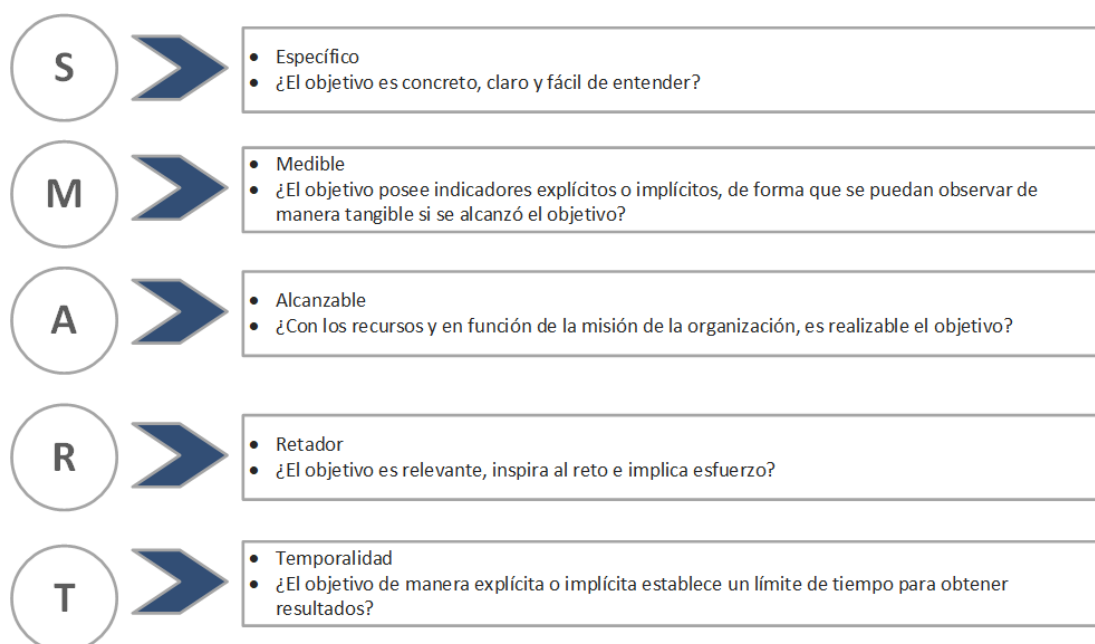 S
• Específico
• ¿El objetivo es concreto, claro y fácil de entender?
M
• Medible
• ¿El objetivo posee indicadores explícitos o implícitos, de forma que se puedan observar de
manera tangible si se alcanzó el objetivo?
A
• Alcanzable
• ¿Con los recursos y en función de la misión de la organización, es realizable el objetivo?
R
• Retador
• ¿El objetivo es relevante, inspira al reto e implica esfuerzo?
T
• Temporalidad
• ¿El objetivo de manera explícita o implícita establece un límite de tiempo para obtener
resultados?